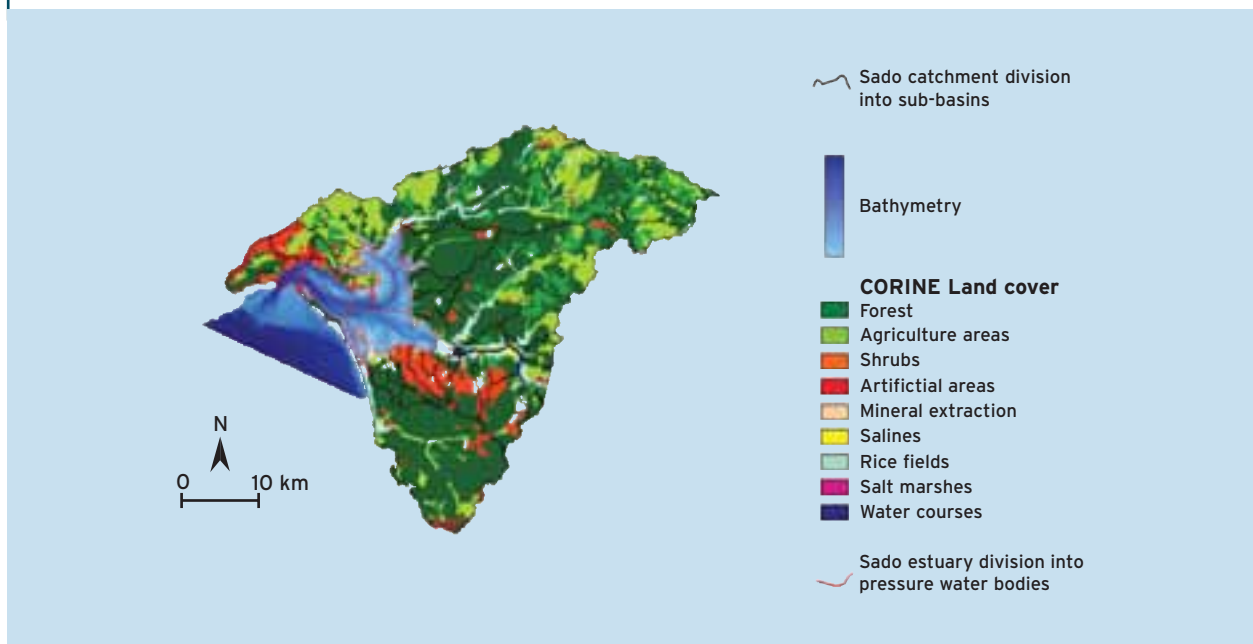 Sado catchment division
into sub-basins
Bathymetry
CORINE Land cover
Forest
Agriculture areas
Shrubs
Artifictial areas
Mineral extraction
Salines
Rice fields
Salt marshes
Water courses
Sado estuary division into
pressure water bodies
N
0 10 km